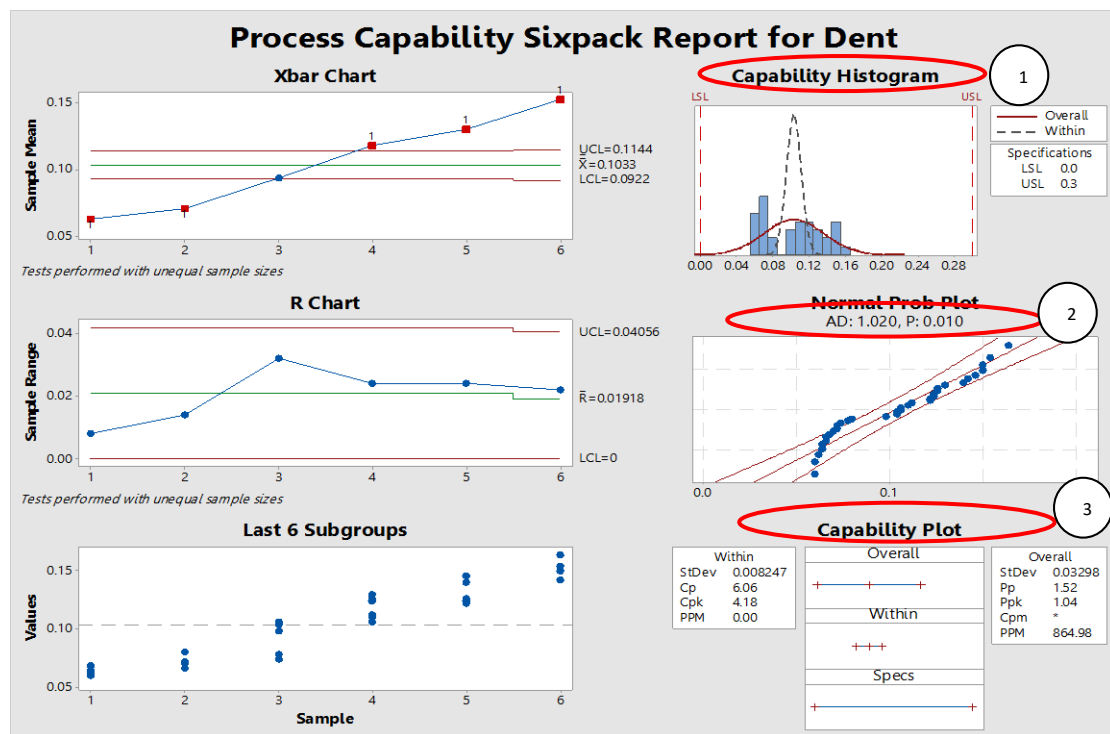 Process Capability Sixpack Report for Dent
Xbar Chart
Sample Mean
0.15
0.10
0.05
1
1
1
1
1
1 2 3 4 5 6
UCL=0.1144
X=0.1033
LCL=0.0922
Tests performed with unequal sample sizes
R Chart
Sample Range
0.04
0.02
0.00
1 2 3 4 5 6
UCL=0.04056
R=0.01918
LCL=0
Tests performed with unequal sample sizes
Last 6 Subgroups
Values
0.15
0.10
0.05
1 2 3 4 5 6
Sample
Capability Histogram
1
LSL USL
Overall
Within
Specifications
LSL 0.0
USL 0.3
0.00 0.04 0.08 0.12 0.16 0.20 0.24 0.28
Normal Prob Plot
AD: 1.020, P: 0.010
2
0.0 0.1
Capability Plot
3
Within
StDev 0.008247
Cp 6.06
Cpk 4.18
PPM 0.00
Overall
Within
Specs
Overall
StDev 0.03298
Pp 1.52
Ppk 1.04
Cpm *
PPM 864.98